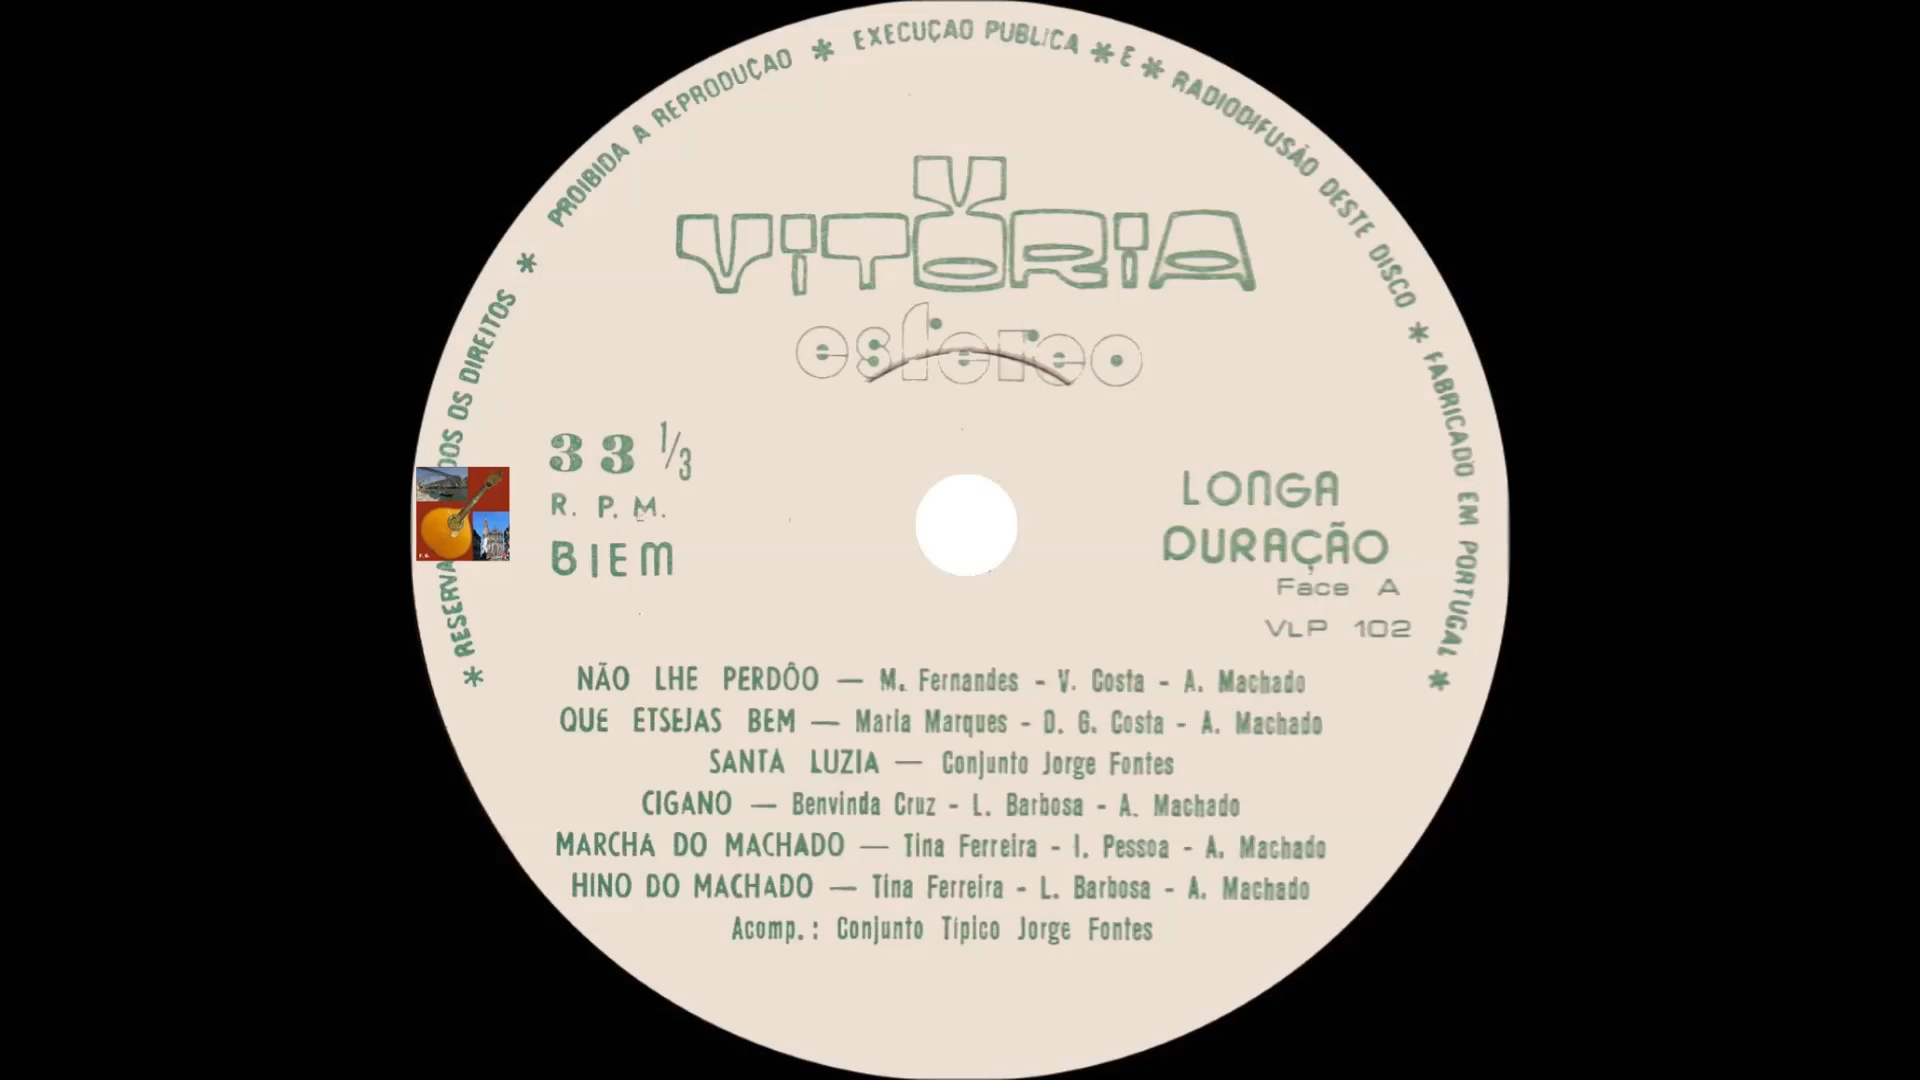 * RESERVA DOS OS DIREITOS * PROIBIDA A REPRODUÇAO * EXECUÇAO PUBLICA * E * RADIODIFUSÃO DESTE DISCO * FABRICADO EM PORTUGAL *
V
VITÓRIA
estereo
33 1/3
R. P. M.
BIEM
LONGA
DURAÇÃO
Face A
VLP 102
NÃO LHE PERDÔO — M. Fernandes - V. Costa - A. Machado
QUE ETSEJAS BEM — Maria Marques - D. G. Costa - A. Machado
SANTA LUZIA — Conjunto Jorge Fontes
CIGANO — Benvinda Cruz - L. Barbosa - A. Machado
MARCHA DO MACHADO — Tina Ferreira - I. Pessoa - A. Machado
HINO DO MACHADO — Tina Ferreira - L. Barbosa - A. Machado
Acomp.: Conjunto Típico Jorge Fontes